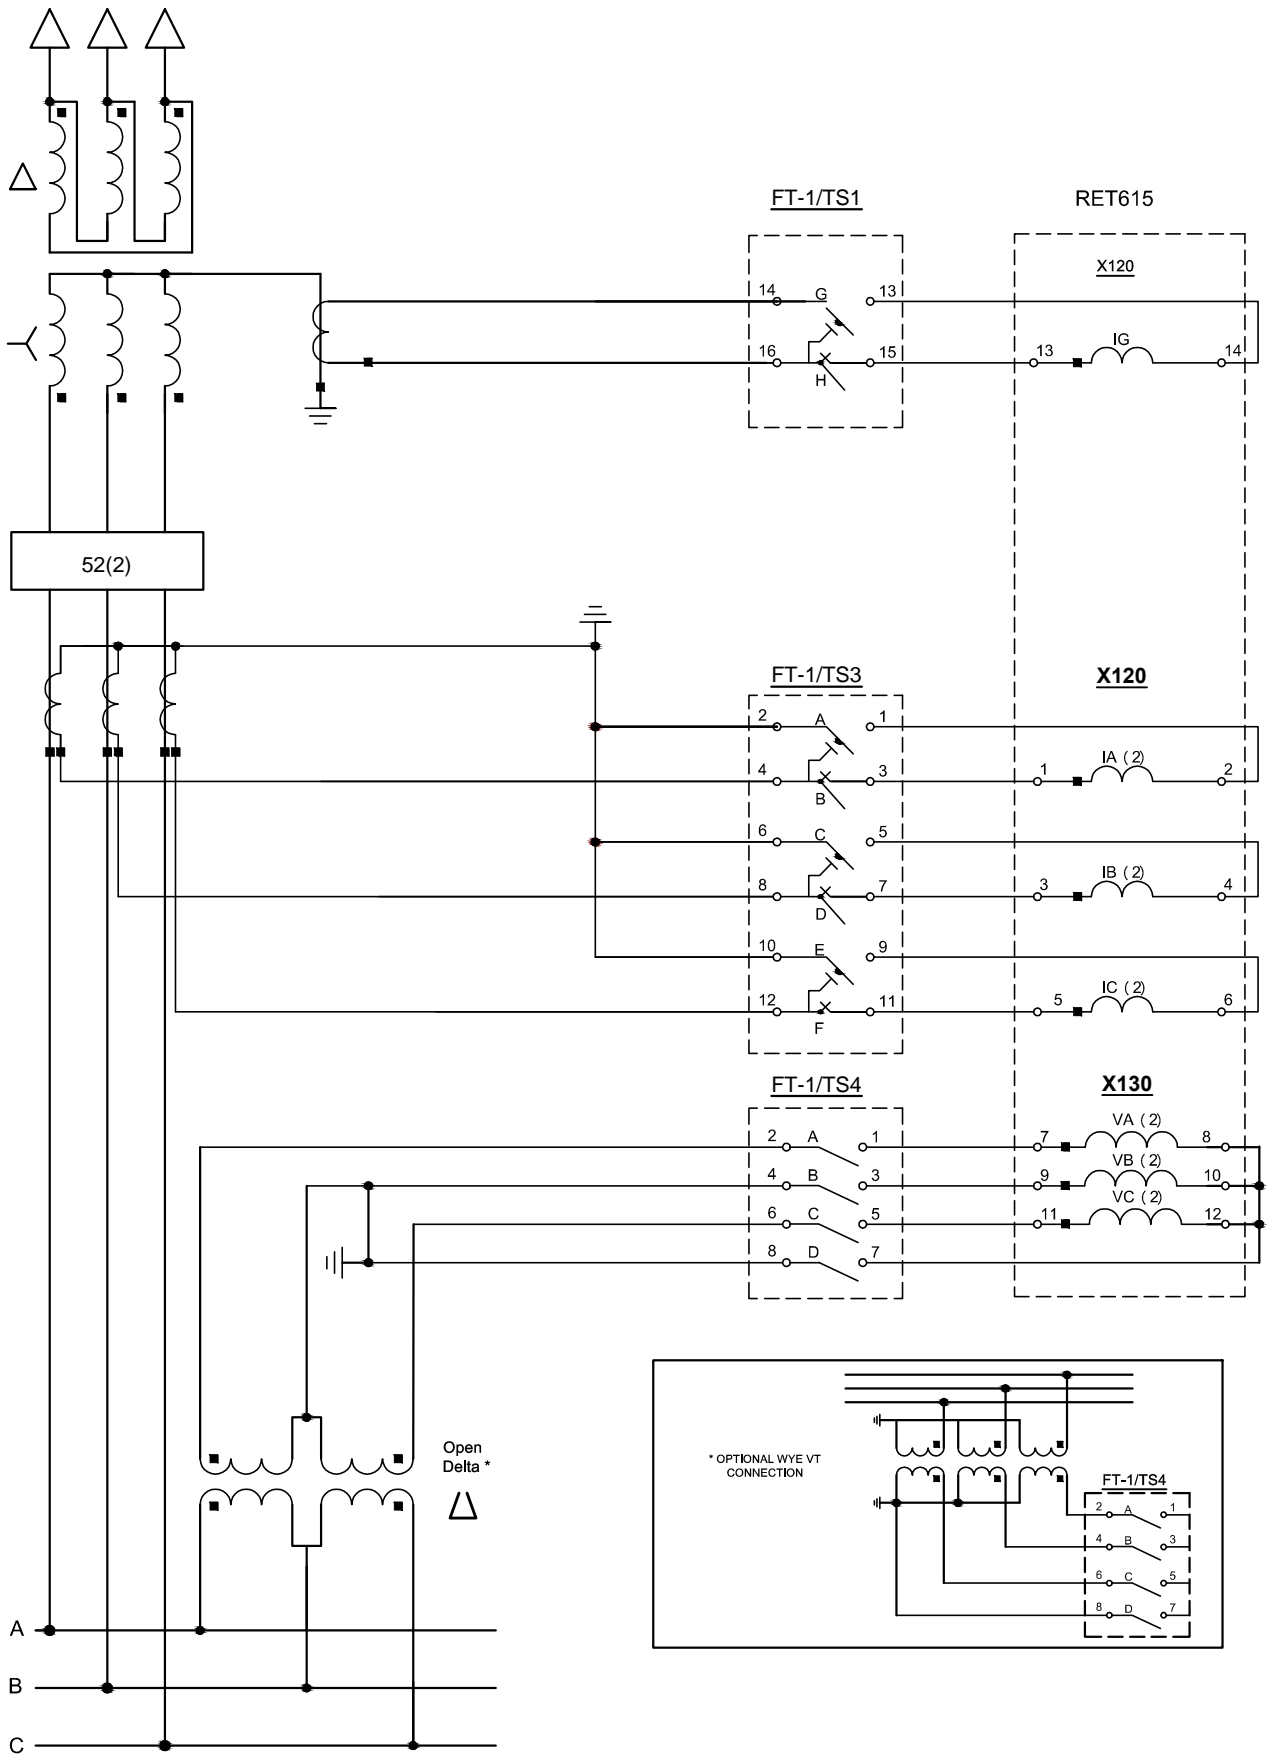 FT-1/TS1
RET615
X120
14 G 13
16 15
H
13 IG 14
52(2)
FT-1/TS3
X120
2 A 1
IA (2)
4 3 1 2
B
6 C 5
IB (2)
8 7 3 4
D
10 E 9
IC (2)
12 11 5 6
F
FT-1/TS4
X130
VA (2)
2 A 1 7 8
VB (2)
4 B 3 9 10
VC (2)
6 C 5 11 12
8 D 7
Open
Delta *
* OPTIONAL WYE VT
CONNECTION
FT-1/TS4
2 A 1
4 B 3
6 C 5
8 D 7
A
B
C